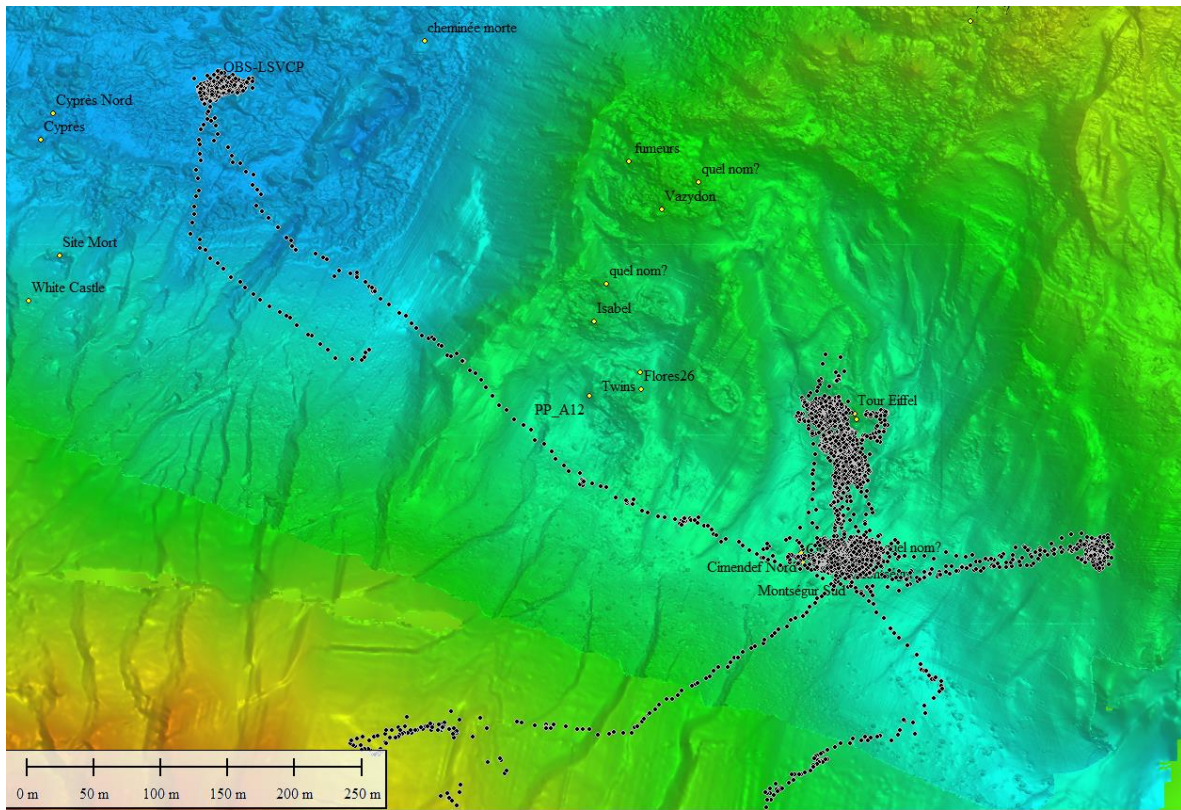 cheminée morte
OBS-LSVCP
Cyprès Nord
Cyprès
fumeurs
quel nom?
Vazydon
Site Mort
quel nom?
White Castle
Isabel
Flores26
Twins
PP_A12
Tour Eiffel
nom?
Cimendef Nord
Montségur Sud
0 m 50 m 100 m 150 m 200 m 250 m